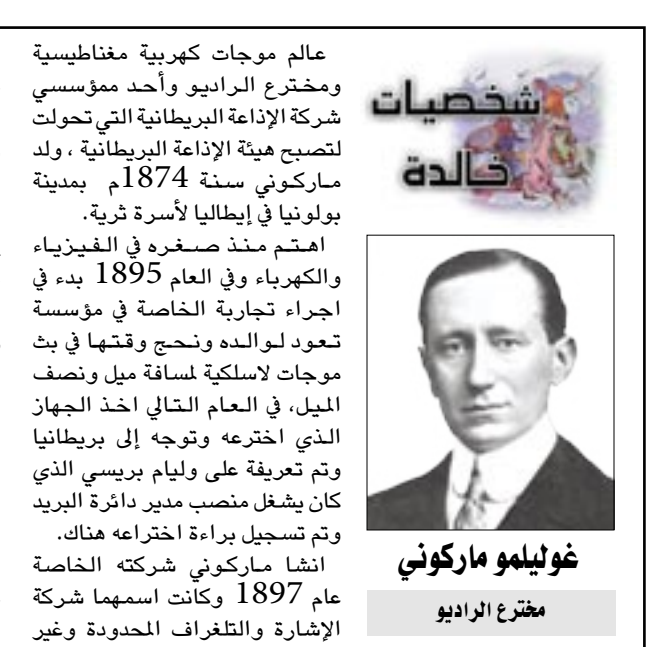 شخصيات
خالدة
غوليلمو ماركوني
مخترع الراديو
عالم موجات كهربية مغناطيسية
ومخترع الراديو وأحد ممؤسسي
شركة الإذاعة البريطانية التي تحولت
لتصبح هيئة الإذاعة البريطانية ، ولد
ماركوني سنة 1874م بمدينة
بولونيا في إيطاليا لأسرة ثرية.
اهتم منذ صغره في الفيزياء
والكهرباء وفي العام 1895 بدء في
اجراء تجاربة الخاصة في مؤسسة
تعود لوالده ونحج وقتها في بث
موجات لاسلكية لمسافة ميل ونصف
الميل، في العام التالي اخذ الجهاز
الذي اخترعه وتوجه إلى بريطانيا
وتم تعريفة على وليام بريسي الذي
كان يشغل منصب مدير دائرة البريد
وتم تسجيل براءة اختراعه هناك.
انشا ماركوني شركته الخاصة
عام 1897 وكانت اسمهما شركة
الإشارة والتلغراف المحدودة وغير